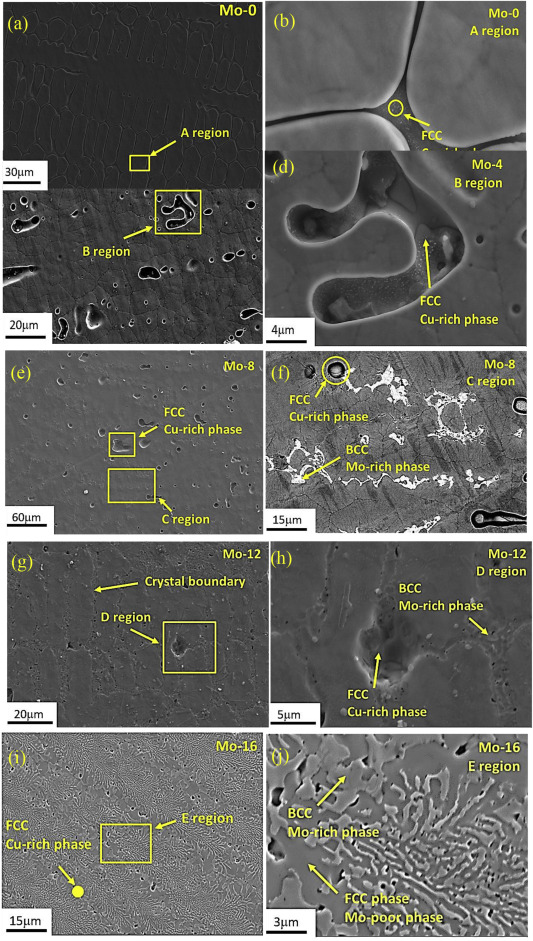 (a)
Mo-0
A region
30μm
(b)
Mo-0
A region
FCC
B region
20μm
(d)
Mo-4
B region
FCC
Cu-rich phase
4μm
(e)
Mo-8
FCC
Cu-rich phase
C region
60μm
(f)
Mo-8
C region
FCC
Cu-rich phase
BCC
Mo-rich phase
15μm
(g)
Mo-12
Crystal boundary
D region
20μm
(h)
Mo-12
D region
BCC
Mo-rich phase
FCC
Cu-rich phase
5μm
(i)
Mo-16
E region
FCC
Cu-rich phase
15μm
(j)
Mo-16
E region
BCC
Mo-rich phase
FCC phase
Mo-poor phase
3μm